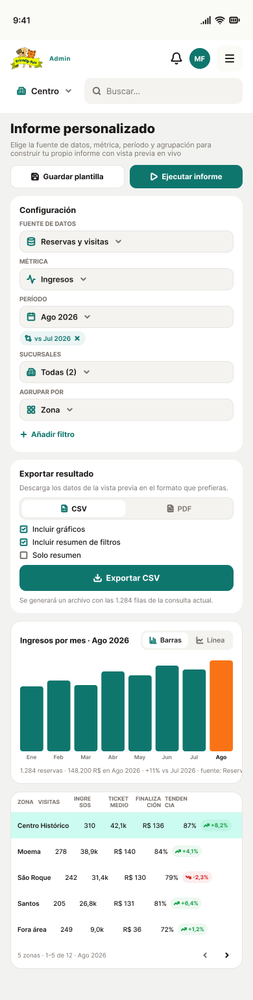 9:41
Friendly-Pets
Admin
MF
Centro
Buscar...
Informe personalizado
Elige la fuente de datos, métrica, período y agrupación para
construir tu propio informe con vista previa en vivo
Guardar plantilla
Ejecutar informe
Configuración
FUENTE DE DATOS
Reservas y visitas
MÉTRICA
Ingresos
PERÍODO
Ago 2026
vs Jul 2026
SUCURSALES
Todas (2)
AGRUPAR POR
Zona
Añadir filtro
Exportar resultado
Descarga los datos de la vista previa en el formato que prefieras.
CSV PDF
Incluir gráficos
Incluir resumen de filtros
Solo resumen
Exportar CSV
Se generará un archivo con las 1.284 filas de la consulta actual.
Ingresos por mes · Ago 2026
Barras Línea
Ene Feb Mar Abr May Jun Jul Ago
1.284 reservas · 148.200 R$ en Ago 2026 · +11% vs Jul 2026 · fuente: Reserv
ZONA VISITAS INGRE SOS TICKET MEDIO FINALIZA CIÓN TENDEN CIA
Centro Histórico 310 42,1k R$ 136 87% +8,2%
Moema 278 38,9k R$ 140 84% +4,1%
São Roque 242 31,4k R$ 130 79% -2,3%
Santos 205 26,8k R$ 131 81% +6,4%
Fora área 249 9,0k R$ 36 72% +1,2%
5 zonas · 1–5 de 12 · Ago 2026